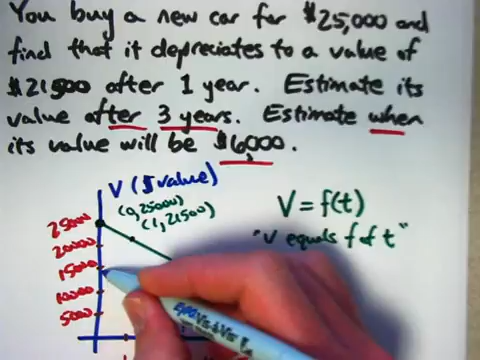 You buy a new car for $25,000 and
find that it depreciates to a value of
$21500 after 1 year. Estimate its
value after 3 years. Estimate when
its value will be $6,000.
V ($ value)
(0,25000)
(1,21500)
25000
20000
15000
10000
5000
V = f(t)
"V equals f of t"